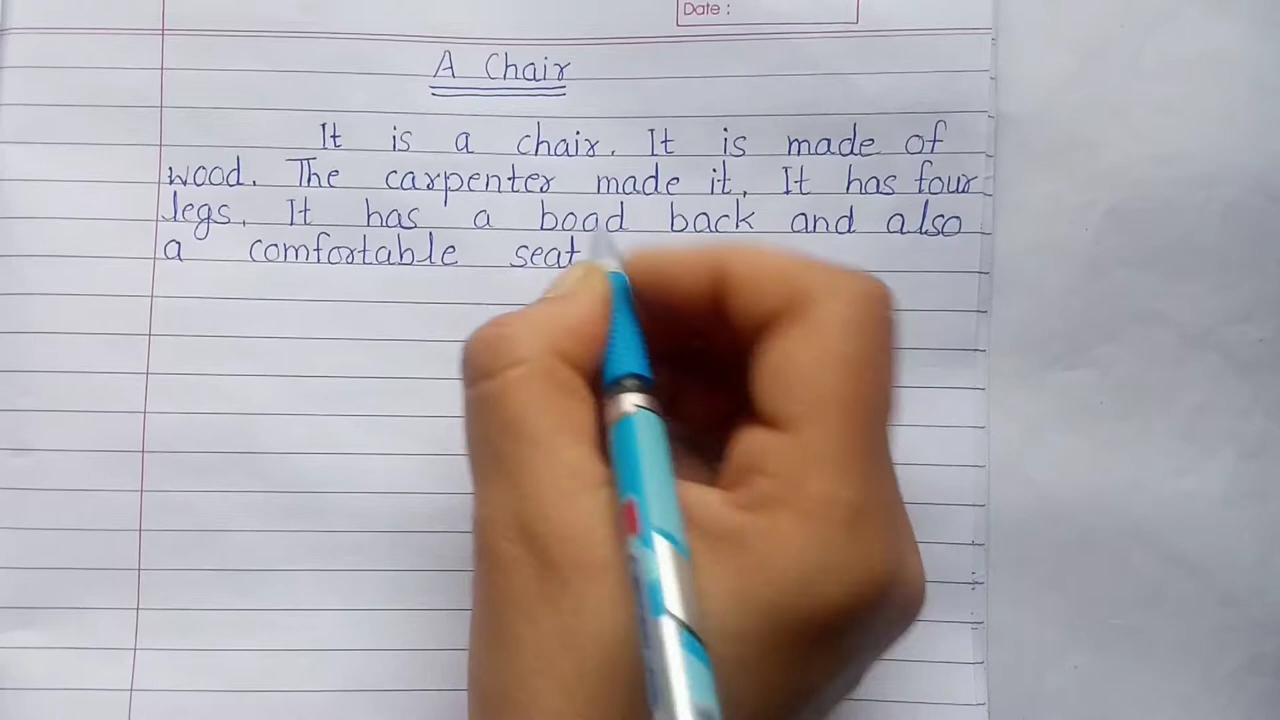 Date :
A Chair
It is a chair. It is made of
wood. The carpenter made it. It has four
legs. It has a boad back and also
a comfortable seat